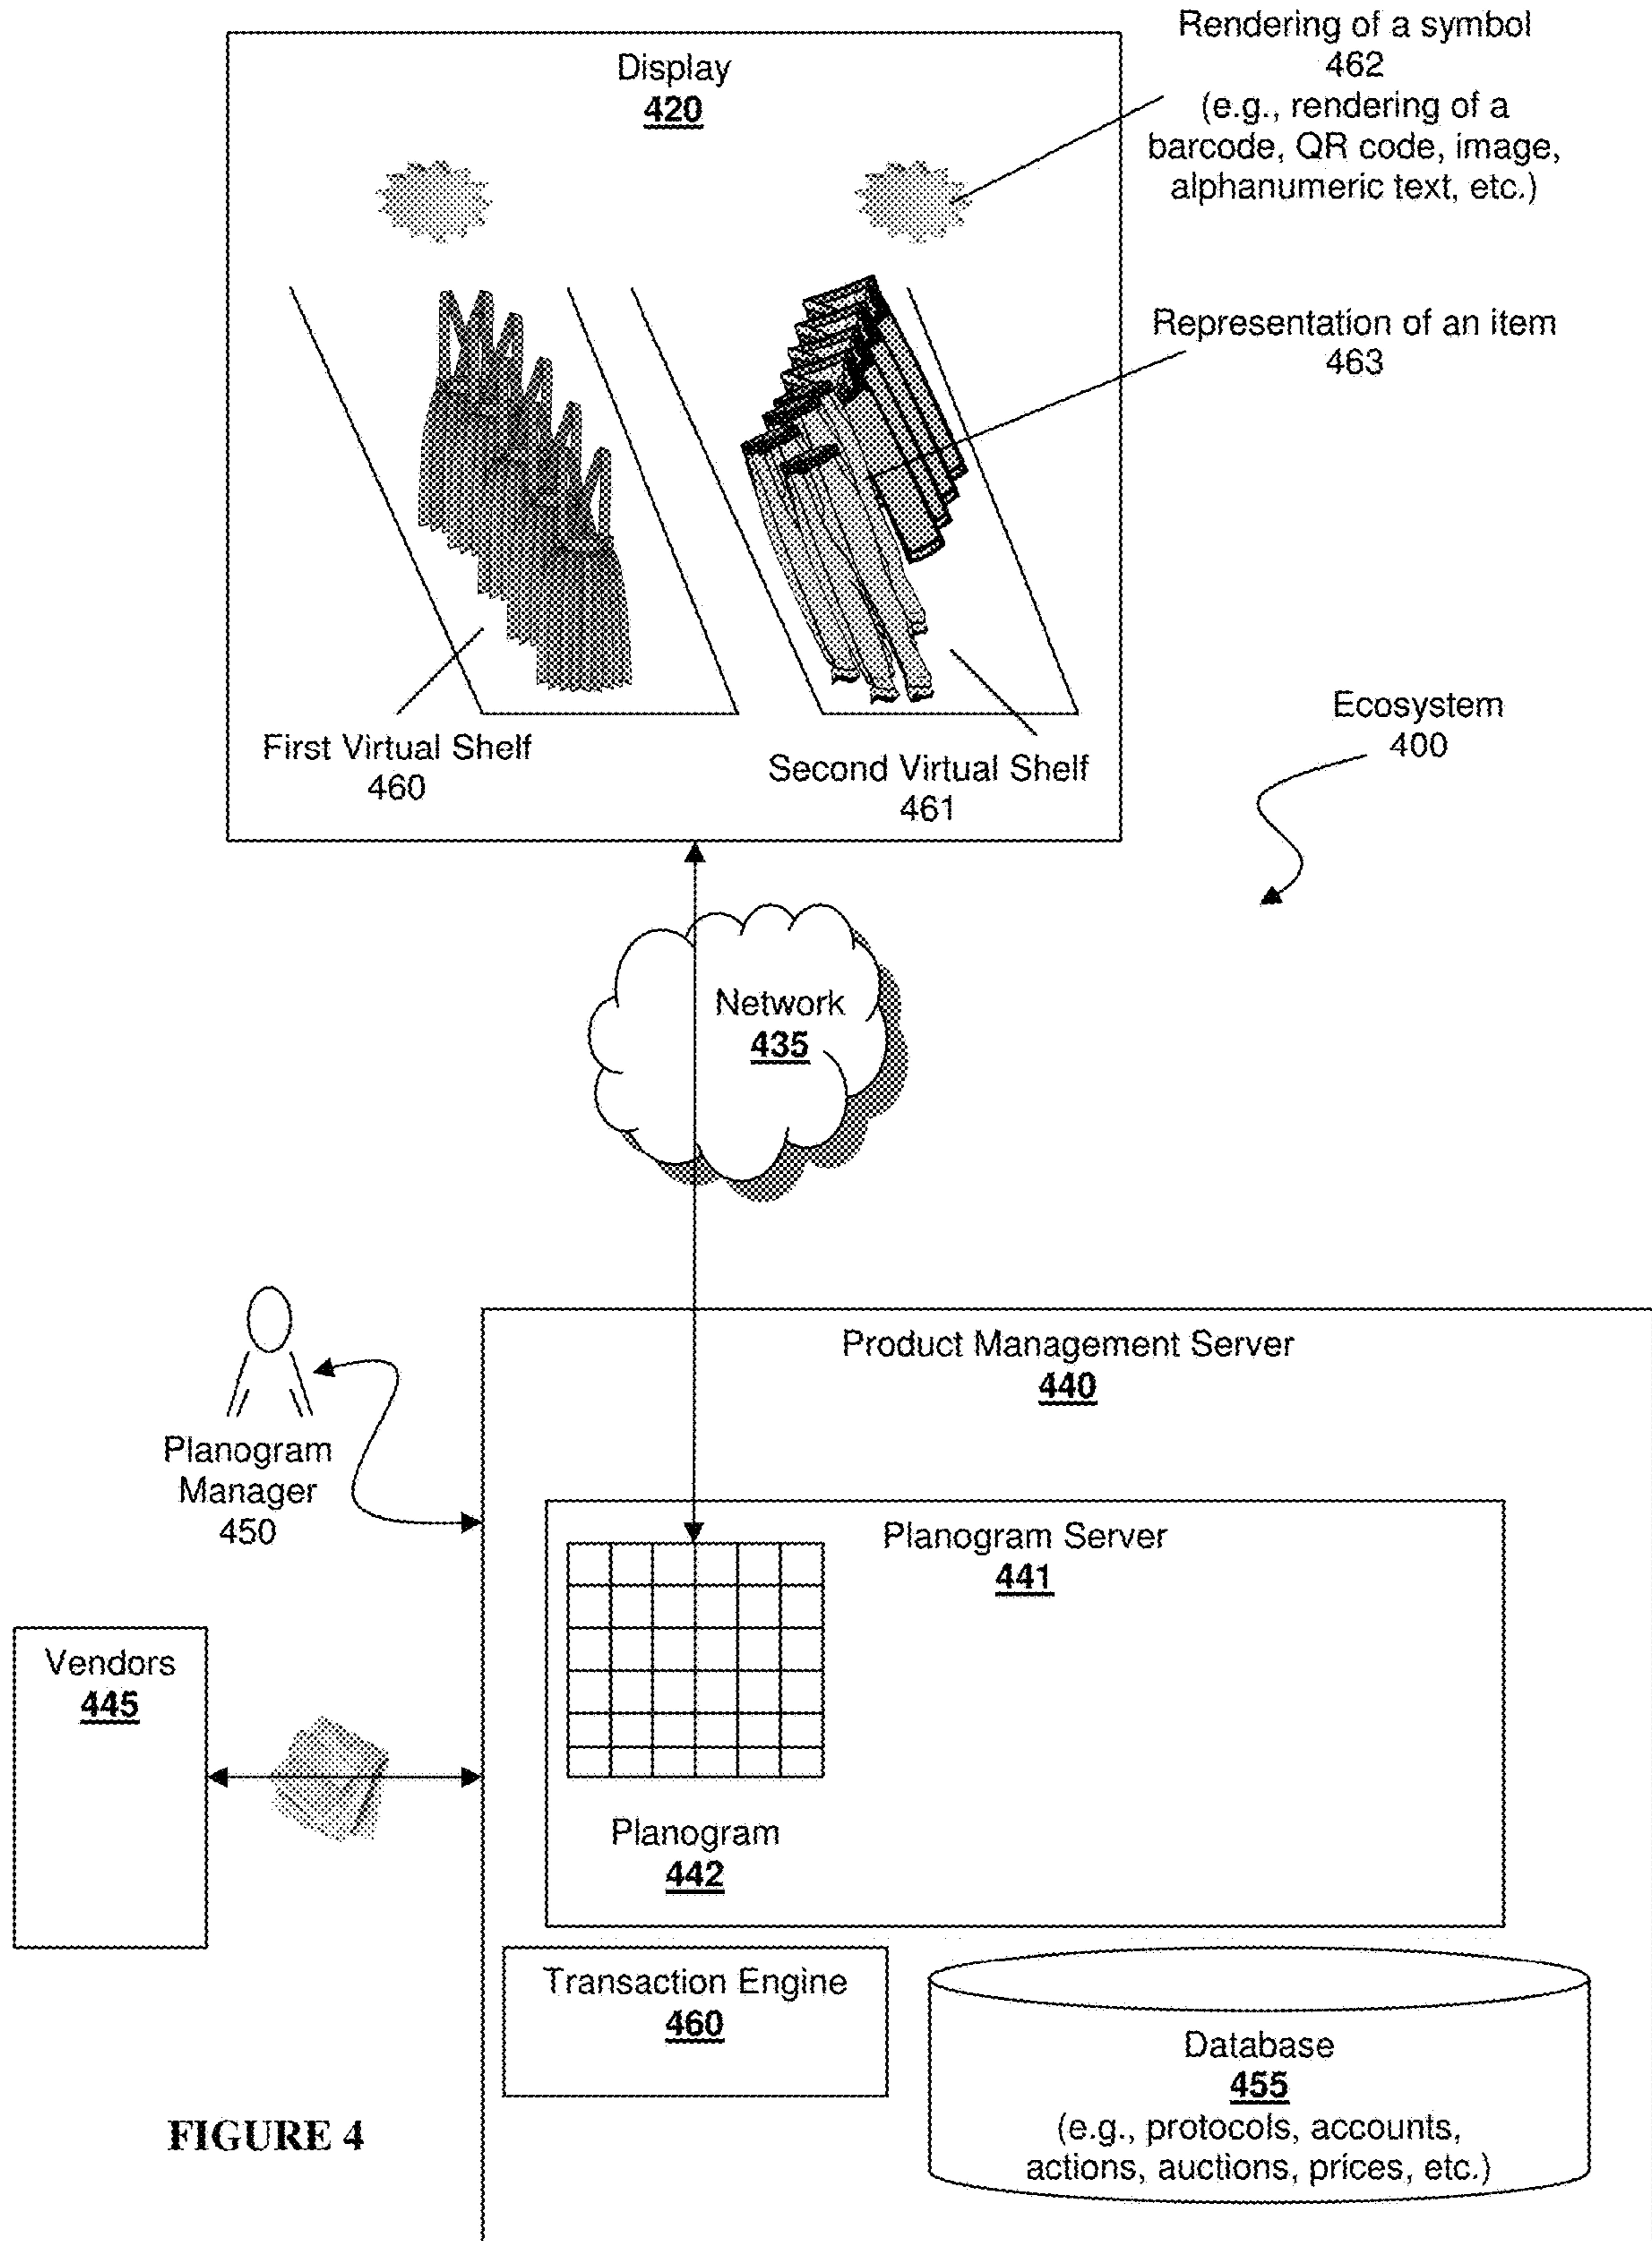 Rendering of a symbol
462
(e.g., rendering of a
barcode, QR code, image,
alphanumeric text, etc.)
Display
420
Representation of an item
463
First Virtual Shelf
460
Second Virtual Shelf
461
Ecosystem
400
Network
435
Planogram
Manager
450
Product Management Server
440
Planogram Server
441
Vendors
445
Planogram
442
Transaction Engine
460
Database
455
(e.g., protocols, accounts,
actions, auctions, prices, etc.)
FIGURE 4